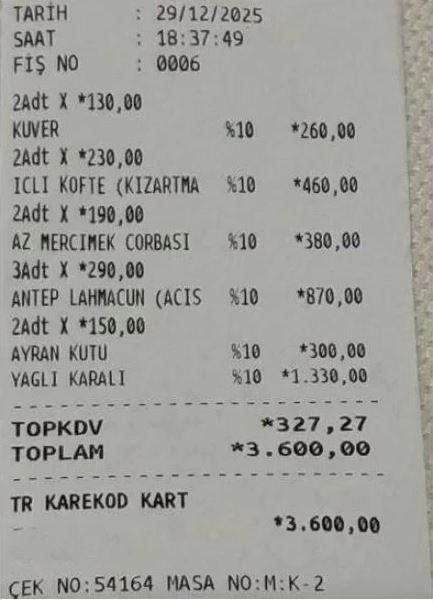 TARİH : 29/12/2025
SAAT : 18:37:49
FİŞ NO : 0006
2Adt X *130,00
KUVER %10 *260,00
2Adt X *230,00
ICLI KOFTE (KIZARTMA %10 *460,00
2Adt X *190,00
AZ MERCIMEK CORBASI %10 *380,00
3Adt X *290,00
ANTEP LAHMACUN (ACIS %10 *870,00
2Adt X *150,00
AYRAN KUTU %10 *300,00
YAGLI KARALI %10 *1.330,00
TOPKDV *327,27
TOPLAM *3.600,00
TR KAREKOD KART
*3.600,00
ÇEK NO:54164 MASA NO:M:K-2